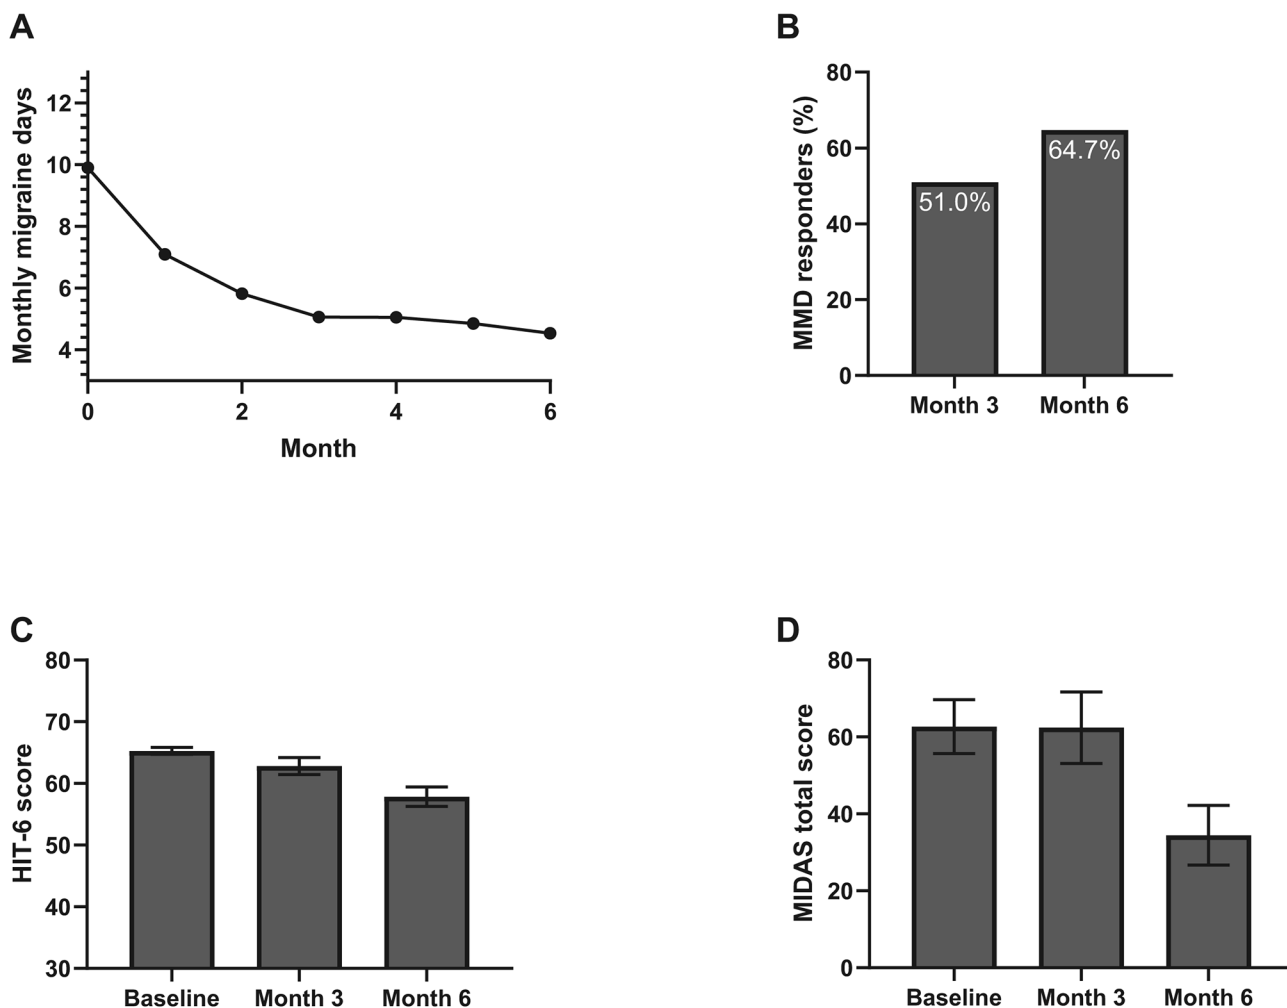 A
Monthly migraine days
12
10
8
6
4
0
2
4
6
Month
B
MMD responders (%)
80
60
40
20
0
51.0%
64.7%
Month 3
Month 6
C
HIT-6 score
80
70
60
50
40
30
Baseline
Month 3
Month 6
D
MIDAS total score
80
60
40
20
0
Baseline
Month 3
Month 6